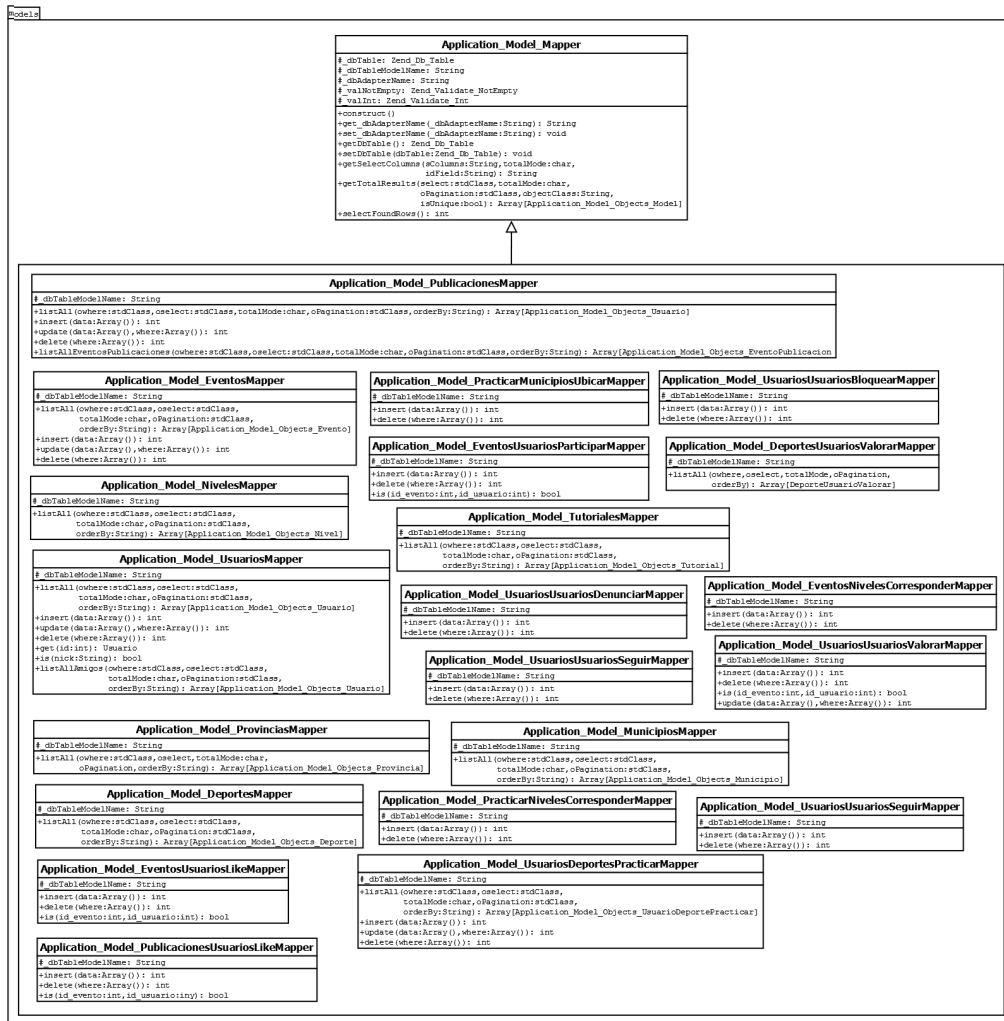 models
Application_Model_Mapper
#_dbTable: Zend_Db_Table
#_dbTableModelName: String
#_dbAdapterName: String
#_valNotEmpty: Zend_Validate_NotEmpty
#_valInt: Zend_Validate_Int
+construct()
+get_dbAdapterName(_dbAdapterName:String): String
+set_dbAdapterName(_dbAdapterName:String): void
+getDbTable(): Zend_Db_Table
+setDbTable(dbTable:Zend_Db_Table): void
+getSelectColumns(sColumns:String,totalMode:char,
idField:String): String
+getTotalResults(select:stdClass,totalMode:char,
oPagination:stdClass,objectClass:String,
isUnique:bool): Array[Application_Model_Objects_Model]
+selectFoundRows(): int
Application_Model_PublicacionesMapper
#_dbTableModelName: String
+listAll(owhere:stdClass,oselect:stdClass,totalMode:char,oPagination:stdClass,orderBy:String): Array[Application_Model_Objects_Usuario]
+insert(data:Array()): int
+update(data:Array(),where:Array()): int
+delete(where:Array()): int
+listAllEventosPublicaciones(owhere:stdClass,oselect:stdClass,totalMode:char,oPagination:stdClass,orderBy:String): Array[Application_Model_Objects_EventoPublicacion
Application_Model_EventosMapper
#_dbTableModelName: String
+listAll(owhere:stdClass,oselect:stdClass,
totalMode:char,oPagination:stdClass,
orderBy:String): Array[Application_Model_Objects_Evento]
+insert(data:Array()): int
+update(data:Array(),where:Array()): int
+delete(where:Array()): int
Application_Model_PracticarMunicipiosUbicarMapper
#_dbTableModelName: String
+insert(data:Array()): int
+delete(where:Array()): int
Application_Model_UsuariosUsuariosBloquearMapper
#_dbTableModelName: String
+insert(data:Array()): int
+delete(where:Array()): int
Application_Model_EventosUsuariosParticiparMapper
#_dbTableModelName: String
+insert(data:Array()): int
+delete(where:Array()): int
+is(id_evento:int,id_usuario:int): bool
Application_Model_DeportesUsuariosValorarMapper
#_dbTableModelName: String
+listAll(owhere,oselect,totalMode,oPagination,
orderBy): Array[DeporteUsuarioValorar]
Application_Model_NivelesMapper
#_dbTableModelName: String
+listAll(owhere:stdClass,oselect:stdClass,
totalMode:char,oPagination:stdClass,
orderBy:String): Array[Application_Model_Objects_Nivel]
Application_Model_TutorialesMapper
#_dbTableModelName: String
+listAll(owhere:stdClass,oselect:stdClass,
totalMode:char,oPagination:stdClass,
orderBy:String): Array[Application_Model_Objects_Tutorial]
Application_Model_UsuariosMapper
#_dbTableModelName: String
+listAll(owhere:stdClass,oselect:stdClass,
totalMode:char,oPagination:stdClass,
orderBy:String): Array[Application_Model_Objects_Usuario]
+insert(data:Array()): int
+update(data:Array(),where:Array()): int
+delete(where:Array()): int
+get(id:int): Usuario
+is(nick:String): bool
+listAllAmigos(owhere:stdClass,oselect:stdClass,
totalMode:char,oPagination:stdClass,
orderBy:String): Array[Application_Model_Objects_Usuario]
Application_Model_UsuariosUsuariosDenunciarMapper
#_dbTableModelName: String
+insert(data:Array()): int
+delete(where:Array()): int
Application_Model_EventosNivelesCorresponderMapper
#_dbTableModelName: String
+insert(data:Array()): int
+delete(where:Array()): int
Application_Model_UsuariosUsuariosSeguirMapper
#_dbTableModelName: String
+insert(data:Array()): int
+delete(where:Array()): int
Application_Model_UsuariosUsuariosValorarMapper
#_dbTableModelName: String
+insert(data:Array()): int
+delete(where:Array()): int
+is(id_evento:int,id_usuario:int): bool
+update(data:Array(),where:Array()): int
Application_Model_ProvinciasMapper
#_dbTableModelName: String
+listAll(owhere:stdClass,oselect,totalMode:char,
oPagination,orderBy:String): Array[Application_Model_Objects_Provincia]
Application_Model_MunicipiosMapper
#_dbTableModelName: String
+listAll(owhere:stdClass,oselect:stdClass,
totalMode:char,oPagination:stdClass,
orderBy:String): Array[Application_Model_Objects_Municipio]
Application_Model_DeportesMapper
#_dbTableModelName: String
+listAll(owhere:stdClass,oselect:stdClass,
totalMode:char,oPagination:stdClass,
orderBy:String): Array[Application_Model_Objects_Deporte]
Application_Model_PracticarNivelesCorresponderMapper
#_dbTableModelName: String
+insert(data:Array()): int
+delete(where:Array()): int
Application_Model_UsuariosUsuariosSeguirMapper
#_dbTableModelName: String
+insert(data:Array()): int
+delete(where:Array()): int
Application_Model_EventosUsuariosLikeMapper
#_dbTableModelName: String
+insert(data:Array()): int
+delete(where:Array()): int
+is(id_evento:int,id_usuario:int): bool
Application_Model_UsuariosDeportesPracticarMapper
#_dbTableModelName: String
+listAll(owhere:stdClass,oselect:stdClass,
totalMode:char,oPagination:stdClass,
orderBy:String): Array[Application_Model_Objects_UsuarioDeportePracticar]
+insert(data:Array()): int
+update(data:Array(),where:Array()): int
+delete(where:Array()): int
Application_Model_PublicacionesUsuariosLikeMapper
#_dbTableModelName: String
+insert(data:Array()): int
+delete(where:Array()): int
+is(id_evento:int,id_usuario:iny): bool